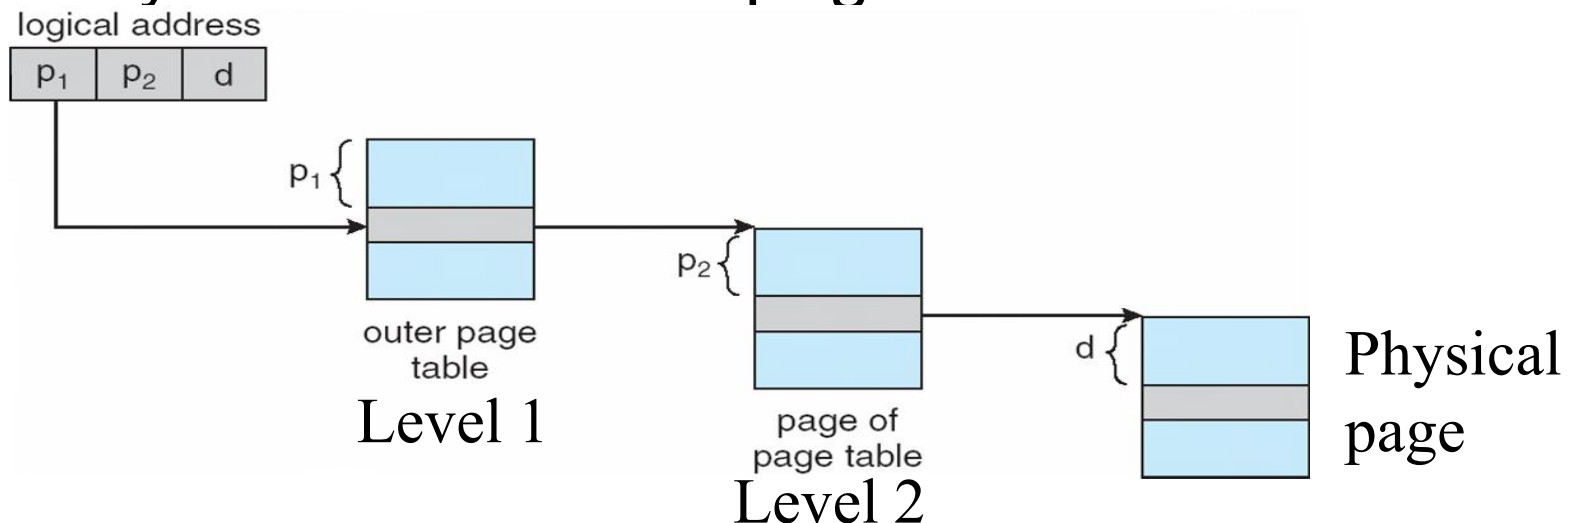 logical address
p₁ p₂ d
p₁
outer page
table
Level 1
p₂
page of
page table
Level 2
d
Physical
page